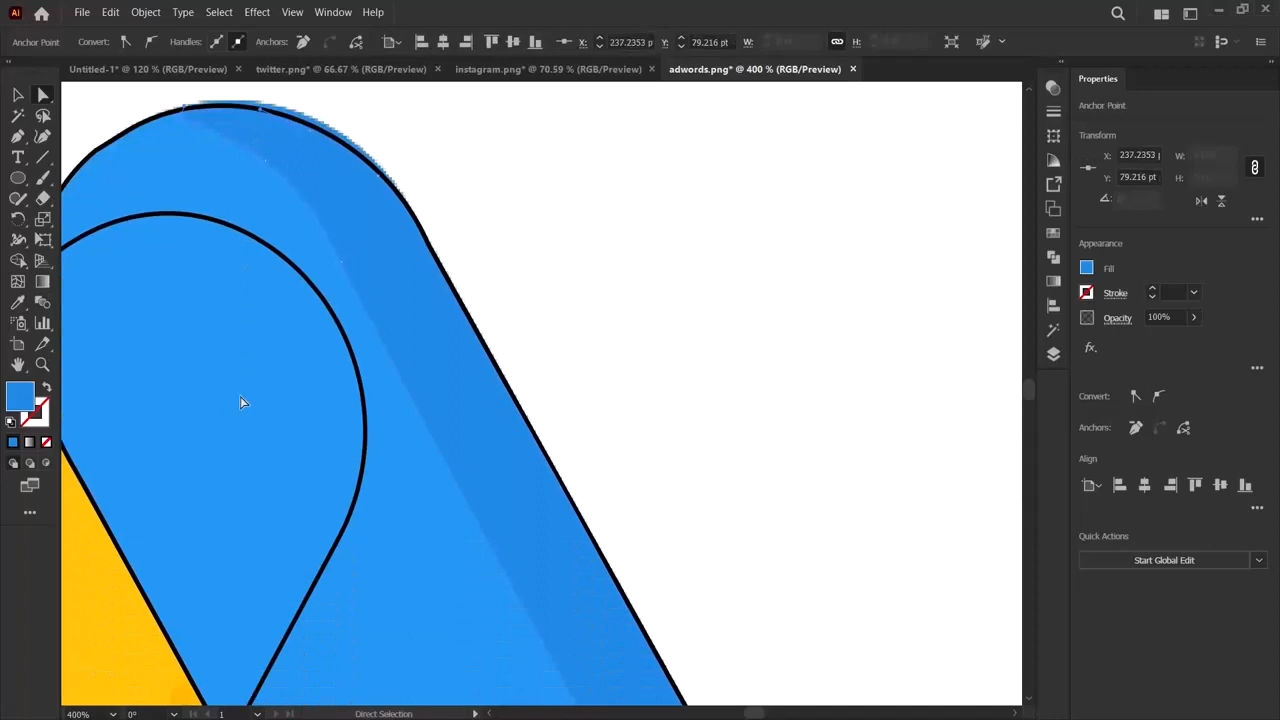 Ai
File Edit Object Type Select Effect View Window Help
Anchor Point Convert: Handles: Anchors: X: 237.2353 p Y: 79.216 pt W: H:
Untitled-1* @ 120 % (RGB/Preview) × twitter.png* @ 66.67 % (RGB/Preview) × instagram.png* @ 70.59 % (RGB/Preview) × adwords.png* @ 400 % (RGB/Preview) ×
Properties
Anchor Point
Transform
X: 237.2353 p W:
Y: 79.216 pt H:
Appearance
Fill
Stroke
Opacity 100%
fx.
Convert:
Anchors:
Align
Quick Actions
Start Global Edit
400% 0° 1 Direct Selection